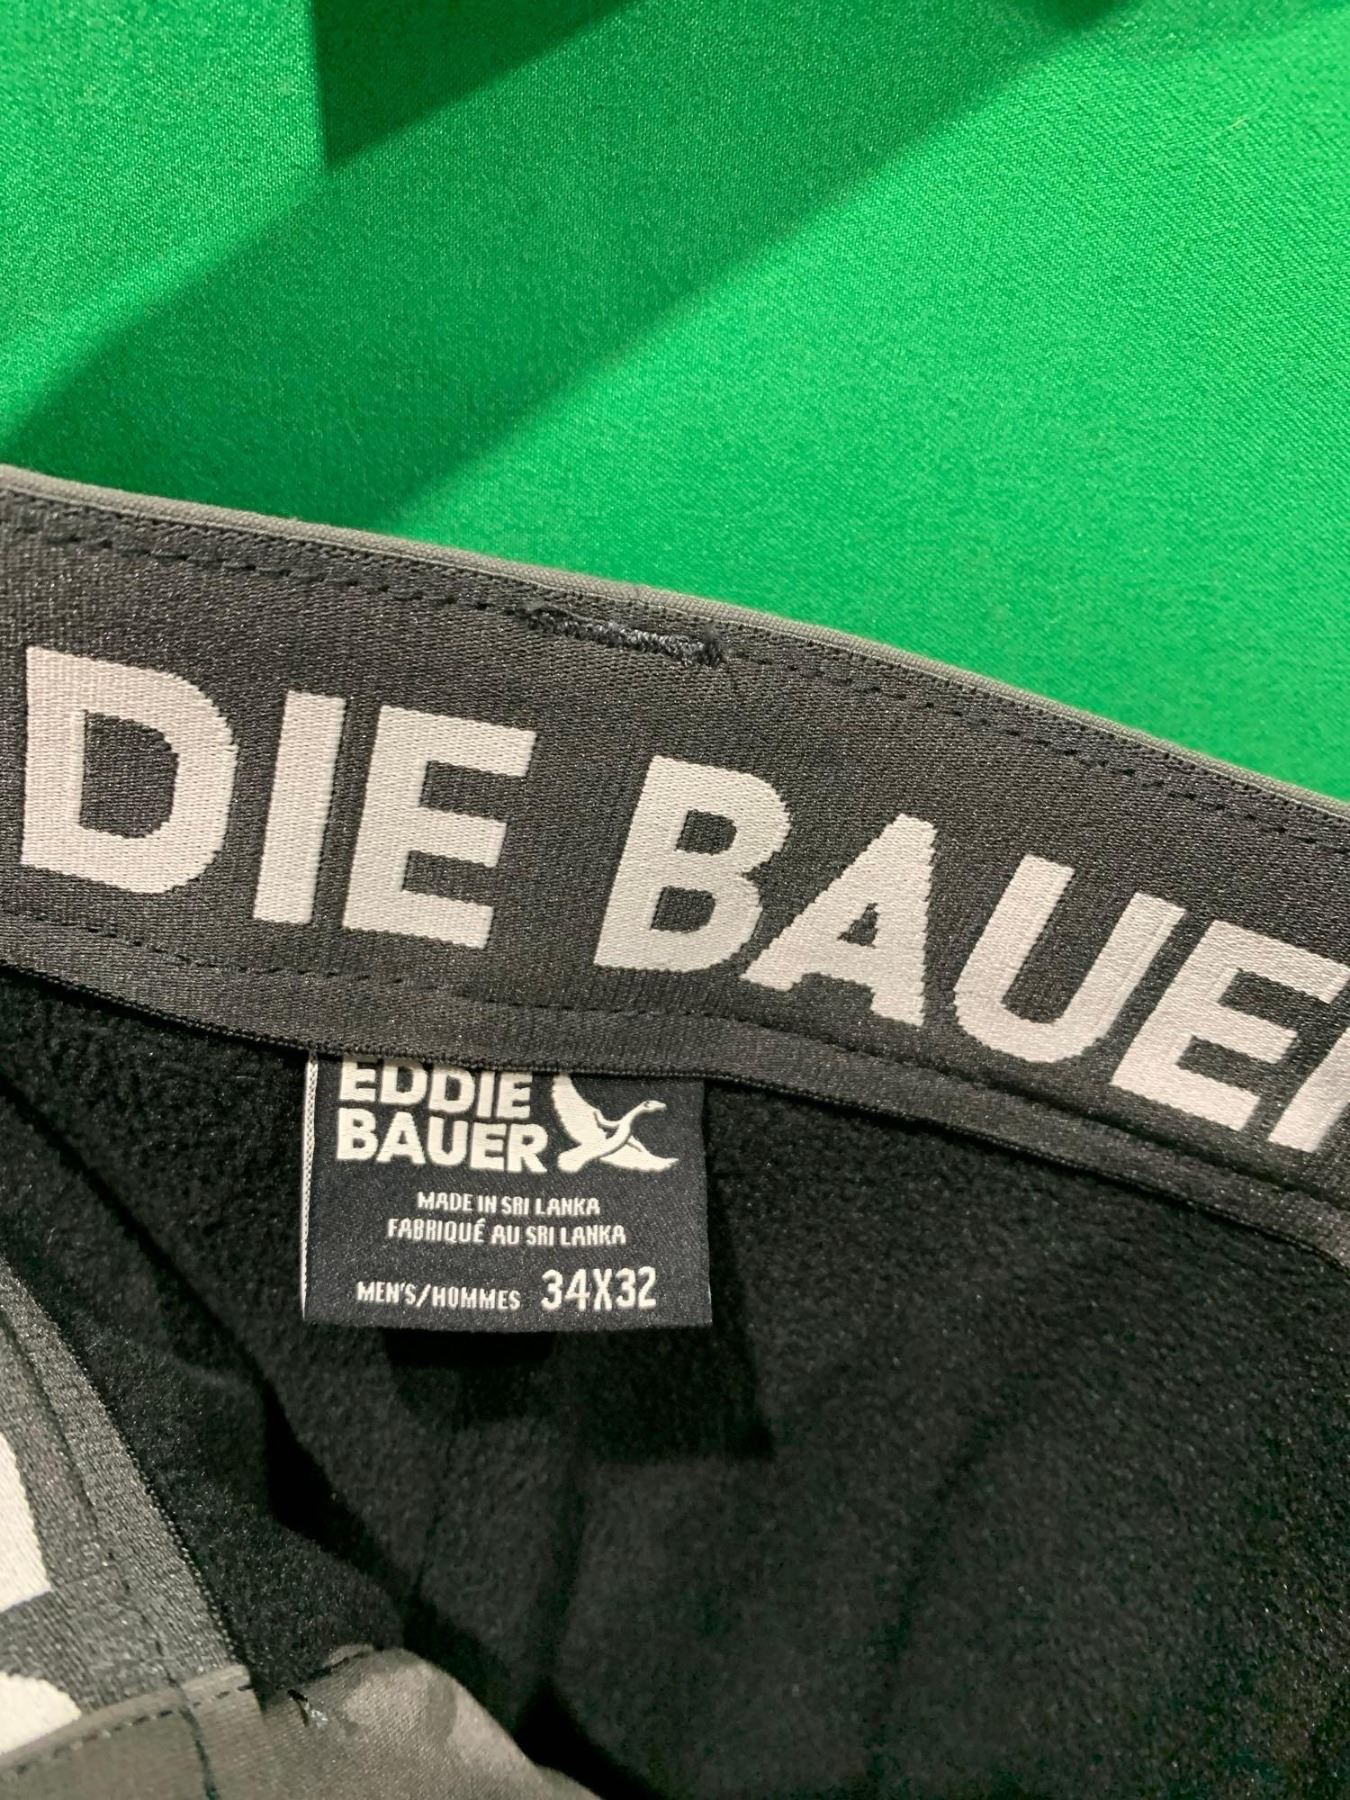 DIE BAUER
EDDIE
BAUER
MADE IN SRI LANKA
FABRIQUÉ AU SRI LANKA
MEN'S/HOMMES 34X32